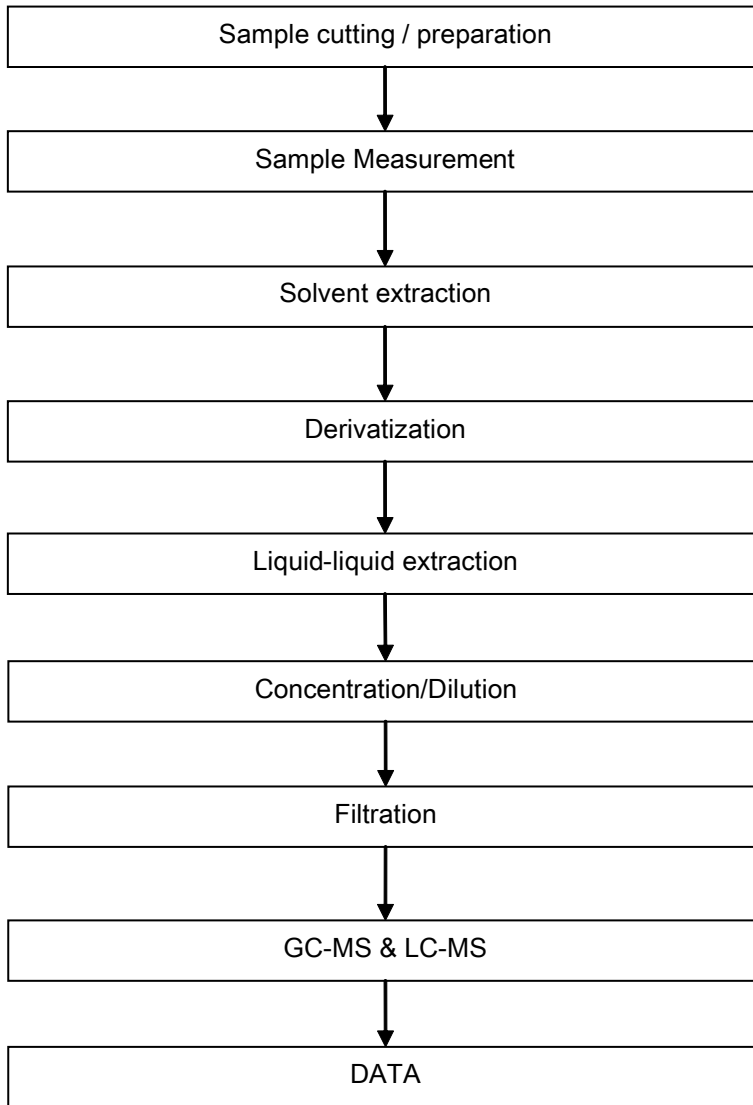 Sample cutting / preparation
Sample Measurement
Solvent extraction
Derivatization
Liquid-liquid extraction
Concentration/Dilution
Filtration
GC-MS & LC-MS
DATA